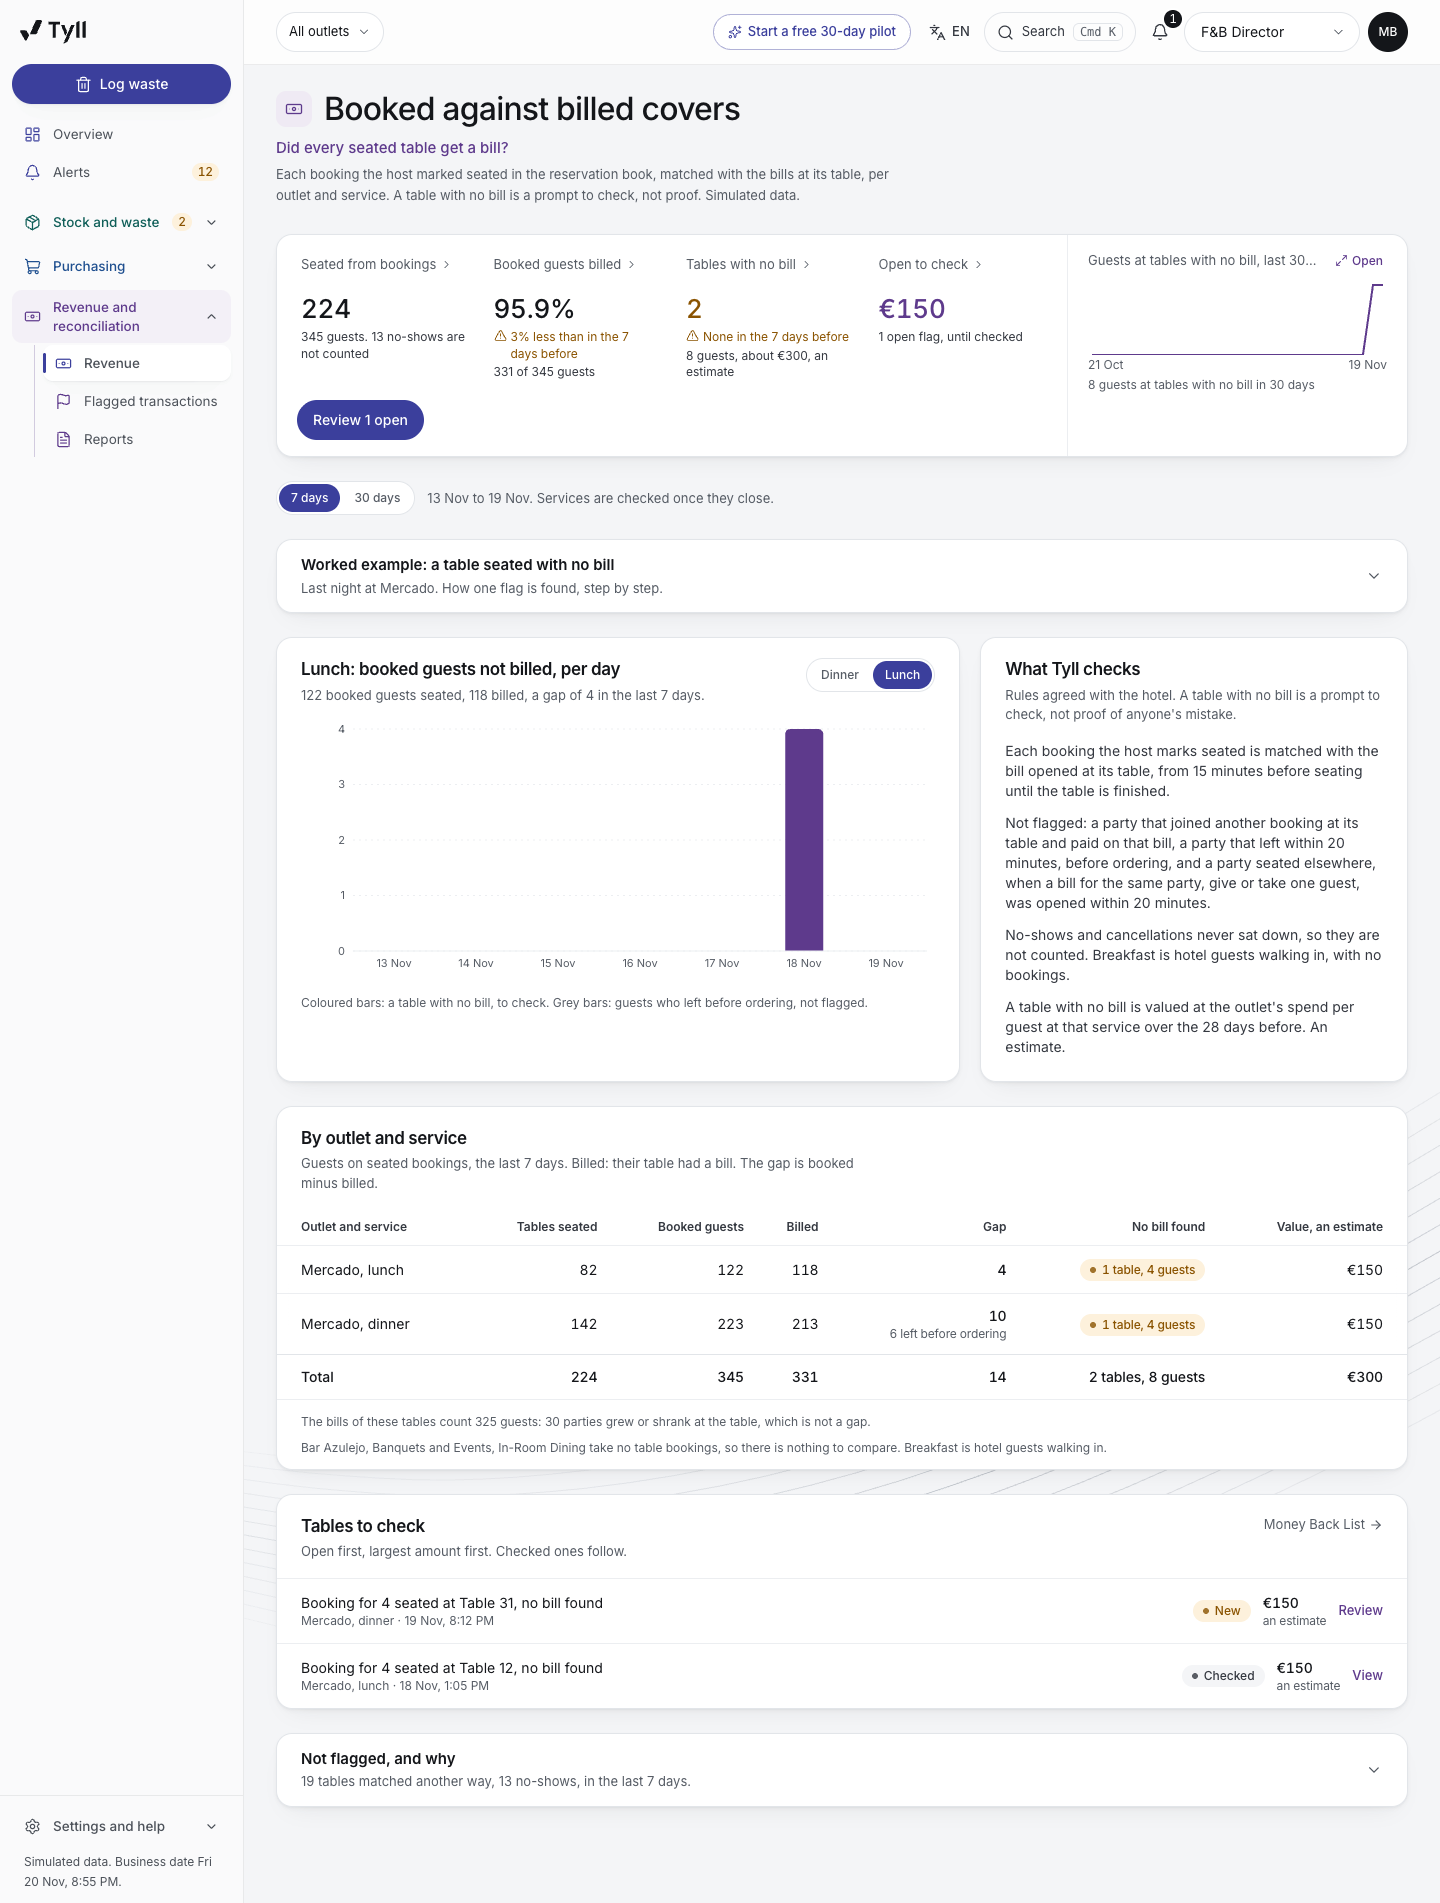 Tyll
All outlets
Start a free 30-day pilot
EN
Search
Cmd K
1
F&B Director
MB
Log waste
Overview
Alerts
12
Stock and waste
2
Purchasing
Revenue and
reconciliation
Revenue
Flagged transactions
Reports
Settings and help
Simulated data. Business date Fri
20 Nov, 8:55 PM.
Booked against billed covers
Did every seated table get a bill?
Each booking the host marked seated in the reservation book, matched with the bills at its table, per
outlet and service. A table with no bill is a prompt to check, not proof. Simulated data.
Seated from bookings
224
345 guests. 13 no-shows are
not counted
Booked guests billed
95.9%
3% less than in the 7
days before
331 of 345 guests
Tables with no bill
2
None in the 7 days before
8 guests, about €300, an
estimate
Open to check
€150
1 open flag, until checked
Review 1 open
Guests at tables with no bill, last 30...
Open
21 Oct
19 Nov
8 guests at tables with no bill in 30 days
7 days
30 days
13 Nov to 19 Nov. Services are checked once they close.
Worked example: a table seated with no bill
Last night at Mercado. How one flag is found, step by step.
Lunch: booked guests not billed, per day
122 booked guests seated, 118 billed, a gap of 4 in the last 7 days.
Dinner
Lunch
4
3
2
1
0
13 Nov
14 Nov
15 Nov
16 Nov
17 Nov
18 Nov
19 Nov
Coloured bars: a table with no bill, to check. Grey bars: guests who left before ordering, not flagged.
What Tyll checks
Rules agreed with the hotel. A table with no bill is a prompt to
check, not proof of anyone's mistake.
Each booking the host marks seated is matched with the
bill opened at its table, from 15 minutes before seating
until the table is finished.
Not flagged: a party that joined another booking at its
table and paid on that bill, a party that left within 20
minutes, before ordering, and a party seated elsewhere,
when a bill for the same party, give or take one guest,
was opened within 20 minutes.
No-shows and cancellations never sat down, so they are
not counted. Breakfast is hotel guests walking in, with no
bookings.
A table with no bill is valued at the outlet's spend per
guest at that service over the 28 days before. An
estimate.
By outlet and service
Guests on seated bookings, the last 7 days. Billed: their table had a bill. The gap is booked
minus billed.
Outlet and service Tables seated Booked guests Billed Gap No bill found Value, an estimate
Mercado, lunch 82 122 118 4 1 table, 4 guests €150
Mercado, dinner 142 223 213 10 1 table, 4 guests €150
6 left before ordering
Total 224 345 331 14 2 tables, 8 guests €300
The bills of these tables count 325 guests: 30 parties grew or shrank at the table, which is not a gap.
Bar Azulejo, Banquets and Events, In-Room Dining take no table bookings, so there is nothing to compare. Breakfast is hotel guests walking in.
Tables to check
Money Back List
Open first, largest amount first. Checked ones follow.
Booking for 4 seated at Table 31, no bill found
Mercado, dinner · 19 Nov, 8:12 PM
New
€150
an estimate
Review
Booking for 4 seated at Table 12, no bill found
Mercado, lunch · 18 Nov, 1:05 PM
Checked
€150
an estimate
View
Not flagged, and why
19 tables matched another way, 13 no-shows, in the last 7 days.